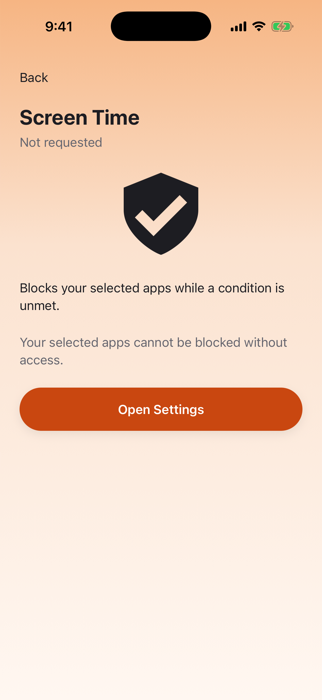 9:41
Back
Screen Time
Not requested
Blocks your selected apps while a condition is
unmet.
Your selected apps cannot be blocked without
access.
Open Settings